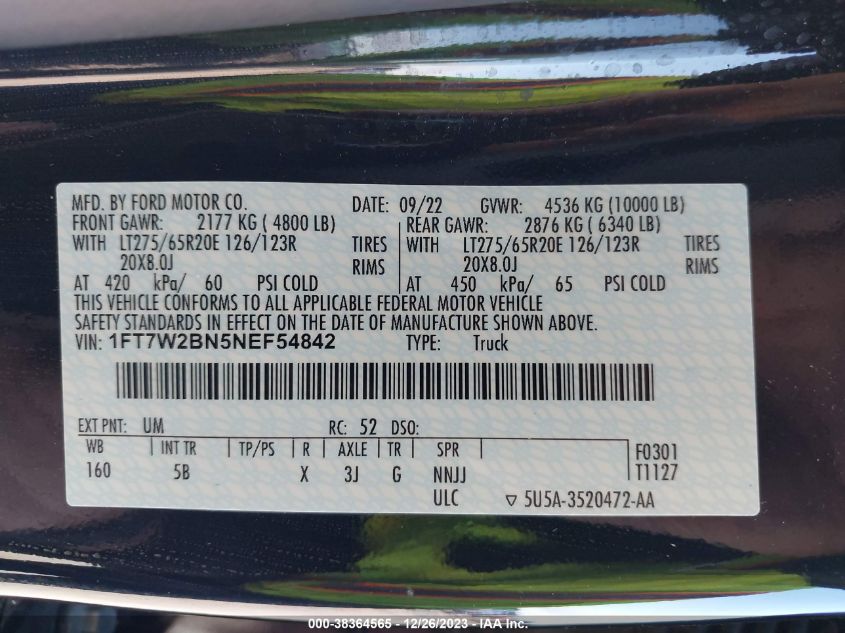 MFD. BY FORD MOTOR CO. DATE: 09/22 GVWR: 4536 KG (10000 LB)
FRONT GAWR: 2177 KG ( 4800 LB) REAR GAWR: 2876 KG ( 6340 LB)
WITH LT275/65R20E 126/123R TIRES WITH LT275/65R20E 126/123R TIRES
20X8.0J RIMS 20X8.0J RIMS
AT 420 kPa/ 60 PSI COLD AT 450 kPa/ 65 PSI COLD
THIS VEHICLE CONFORMS TO ALL APPLICABLE FEDERAL MOTOR VEHICLE
SAFETY STANDARDS IN EFFECT ON THE DATE OF MANUFACTURE SHOWN ABOVE.
VIN: 1FT7W2BN5NEF54842 TYPE: Truck
EXT PNT: UM RC: 52 DSO:
WB INT TR TP/PS R AXLE TR SPR F0301
160 5B X 3J G NNJJ T1127
ULC ▽ 5U5A-3520472-AA
000-38364565 - 12/26/2023 - IAA Inc.